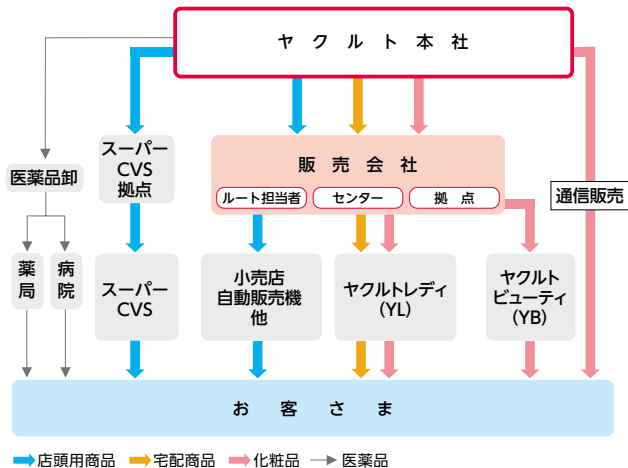 ヤクルト本社
スーパー
CVS
拠点
販売会社
医薬品卸
ルート担当者
センター
拠点
通信販売
薬局
病院
スーパー
CVS
小売店
自動販売機
他
ヤクルトレディ
(YL)
ヤクルト
ビューティ
(YB)
お客さま
店頭用商品
宅配商品
化粧品
医薬品